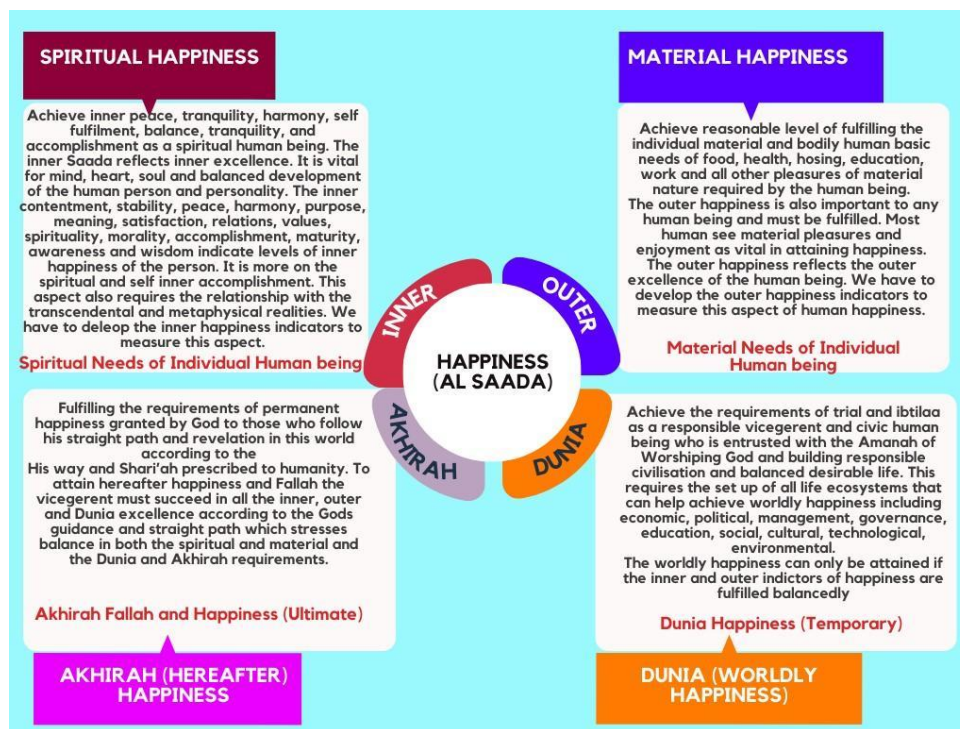 SPIRITUAL HAPPINESS
Achieve inner peace, tranquility, harmony, self
fulfilment, balance, tranquility, and
accomplishment as a spiritual human being. The
inner Saada reflects inner excellence. It is vital
for mind, heart, soul and balanced development
of the human person and personality. The inner
contentment, stability, peace, harmony, purpose,
meaning, satisfaction, relations, values,
spirituality, morality, accomplishment, maturity,
awareness and wisdom indicate levels of inner
happiness of the person. It is more on the
spiritual and self inner accomplishment. This
aspect also requires the relationship with the
transcendental and metaphysical realities. We
have to deleop the inner happiness indicators to
measure this aspect.
Spiritual Needs of Individual Human being
MATERIAL HAPPINESS
Achieve reasonable level of fulfilling the
individual material and bodily human basic
needs of food, health, hosing, education,
work and all other pleasures of material
nature required by the human being.
The outer happiness is also important to any
human being and must be fulfilled. Most
human see material pleasures and
enjoyment as vital in attaining happiness.
The outer happiness reflects the outer
excellence of the human being. We have to
develop the outer happiness indicators to
measure this aspect of human happiness.
Material Needs of Individual
Human being
INNER
OUTER
HAPPINESS
(AL SAADA)
AKHIRAH
DUNIA
Fulfilling the requirements of permanent
happiness granted by God to those who follow
his straight path and revelation in this world
according to the
His way and Shari'ah prescribed to humanity. To
attain hereafter happiness and Fallah the
vicegerent must succeed in all the inner, outer
and Dunia excellence according to the Gods
guidance and straight path which stresses
balance in both the spiritual and material and
the Dunia and Akhirah requirements.
Akhirah Fallah and Happiness (Ultimate)
AKHIRAH (HEREAFTER)
HAPPINESS
Achieve the requirements of trial and ibtilaa
as a responsible vicegerent and civic human
being who is entrusted with the Amanah of
Worshiping God and building responsible
civilisation and balanced desirable life. This
requires the set up of all life ecosystems that
can help achieve worldly happiness including
economic, political, management, governance,
education, social, cultural, technological,
environmental.
The worldly happiness can only be attained if
the inner and outer indictors of happiness are
fulfilled balancedly
Dunia Happiness (Temporary)
DUNIA (WORLDLY
HAPPINESS)